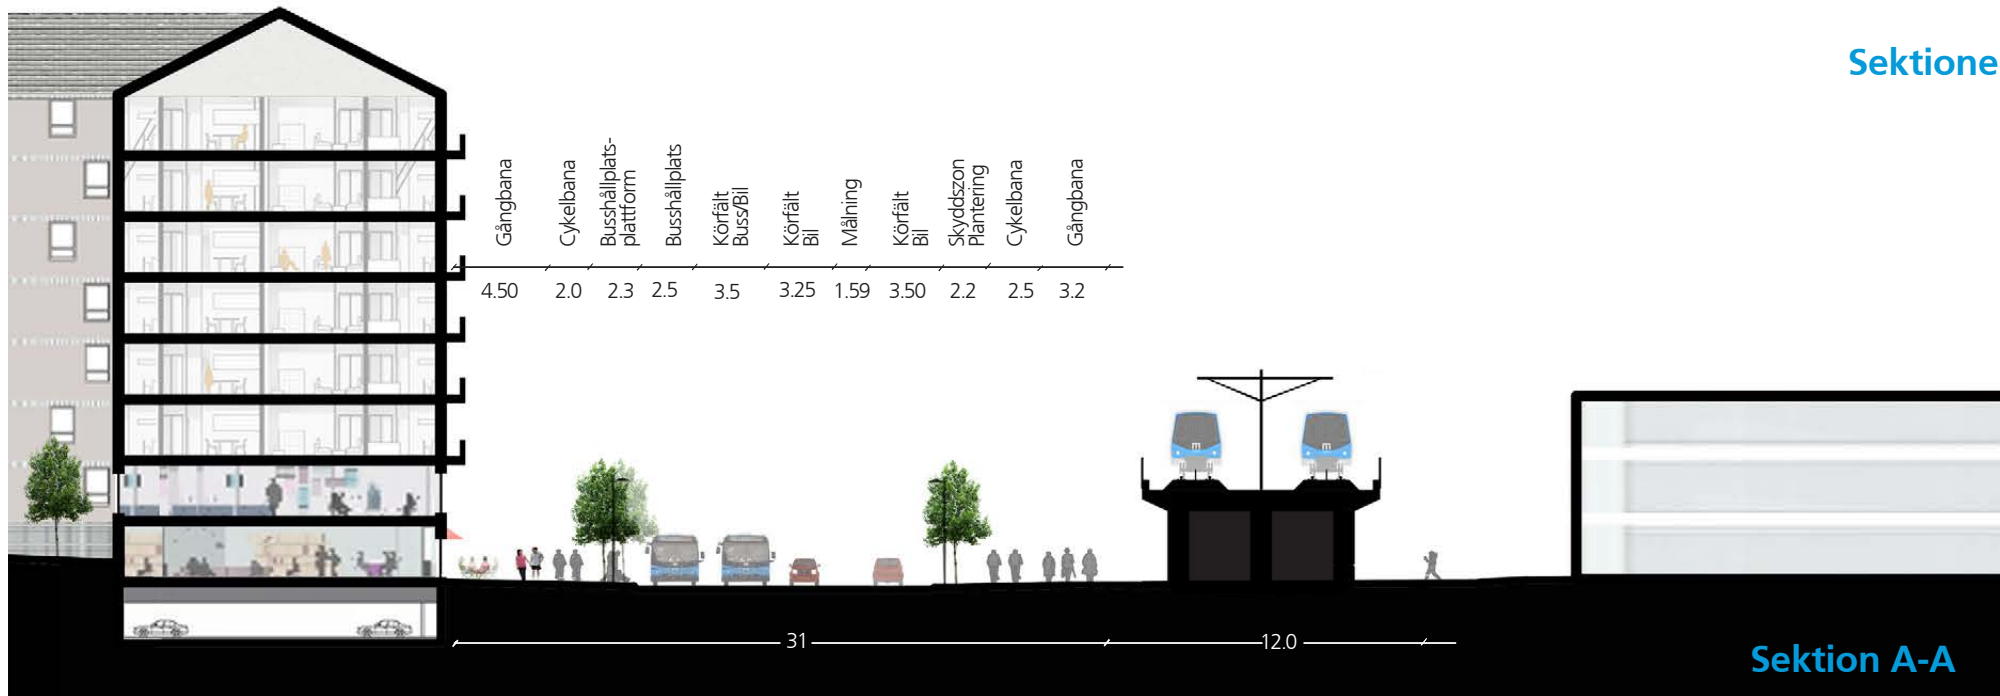 Sektione
Gångbana
Cykelbana
Busshållplats-
plattform
Busshållplats
Körfält
Buss/Bil
Körfält
Bil
Målning
Körfält
Bil
Skyddszon
Plantering
Cykelbana
Gångbana
4.50 2.0 2.3 2.5 3.5 3.25 1.59 3.50 2.2 2.5 3.2
31 12.0
Sektion A-A